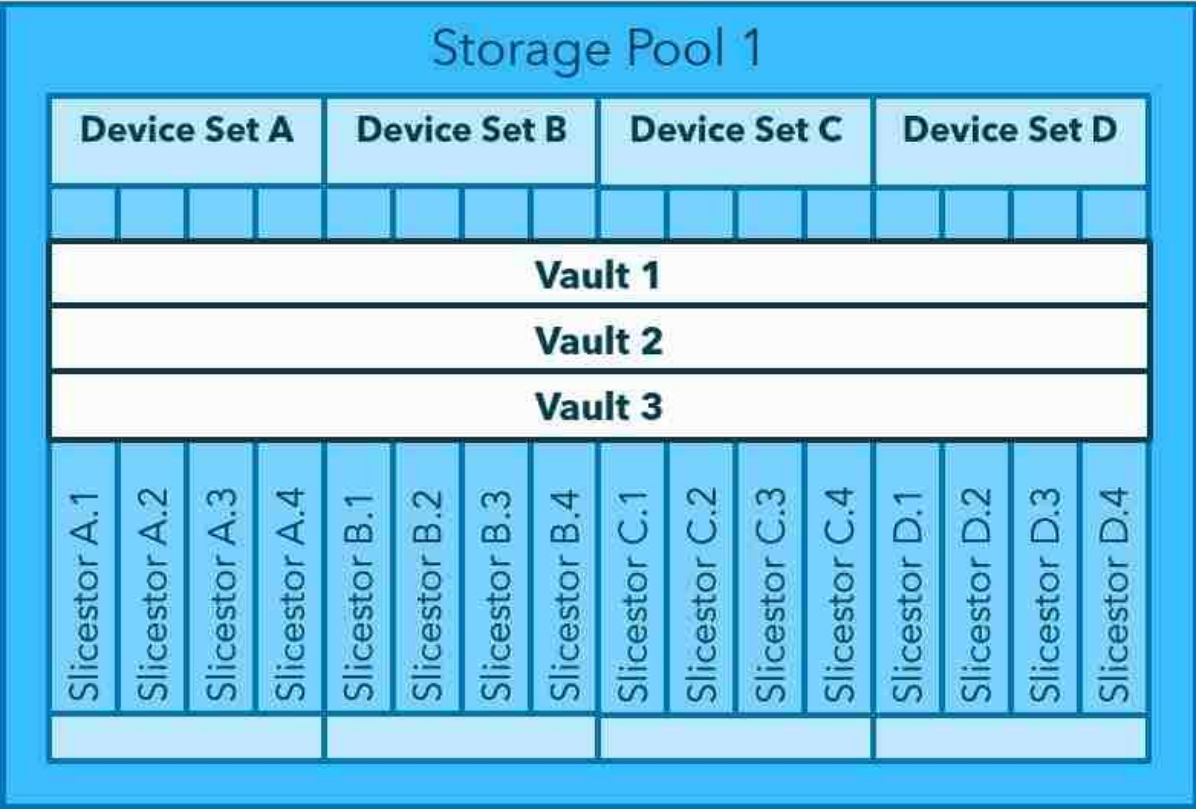 Storage Pool 1
Device Set A
Device Set B
Device Set C
Device Set D
Vault 1
Vault 2
Vault 3
Slicestor A.1
Slicestor A.2
Slicestor A.3
Slicestor A.4
Slicestor B.1
Slicestor B.2
Slicestor B.3
Slicestor B.4
Slicestor C.1
Slicestor C.2
Slicestor C.3
Slicestor C.4
Slicestor D.1
Slicestor D.2
Slicestor D.3
Slicestor D.4